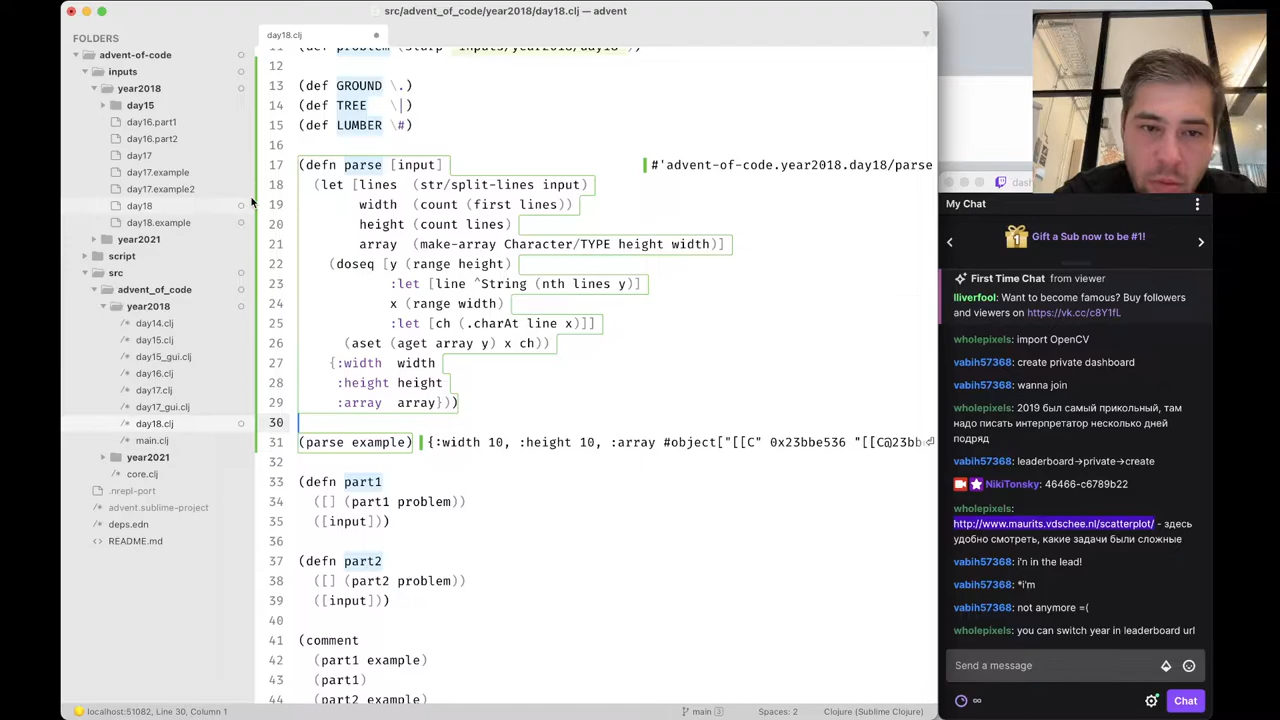 src/advent_of_code/year2018/day18.clj — advent
FOLDERS
advent-of-code
inputs
year2018
day15
day16.part1
day16.part2
day17
day17.example
day17.example2
day18
day18.example
year2021
script
src
advent_of_code
year2018
day14.clj
day15.clj
day15_gui.clj
day16.clj
day17.clj
day17_gui.clj
day18.clj
main.clj
year2021
core.clj
.nrepl-port
advent.sublime-project
deps.edn
README.md
day18.clj
12
13 (def GROUND \.)
14 (def TREE   \|)
15 (def LUMBER \#)
16
17 (defn parse [input] #'advent-of-code.year2018.day18/parse
18   (let [lines  (str/split-lines input)
19         width  (count (first lines))
20         height (count lines)
21         array  (make-array Character/TYPE height width)]
22     (doseq [y (range height)
23             :let [line ^String (nth lines y)]
24             x (range width)
25             :let [ch (.charAt line x)]]
26       (aset (aget array y) x ch))
27     {:width  width
28      :height height
29      :array  array}))
30
31 (parse example) {:width 10, :height 10, :array #object["[[C" 0x23bbe536 "[[C@23bb
32
33 (defn part1
34   ([] (part1 problem))
35   ([input]))
36
37 (defn part2
38   ([] (part2 problem))
39   ([input]))
40
41 (comment
42   (part1 example)
43   (part1)
44   (part2 example)
localhost:51082, Line 30, Column 1
main 3
Spaces: 2
Clojure (Sublime Clojure)
My Chat
1
Gift a Sub now to be #1!
First Time Chat from viewer
lliverfool: Want to become famous? Buy followers
and viewers on https://vk.cc/c8Y1fL
wholepixels: import OpenCV
vabih57368: create private dashboard
vabih57368: wanna join
wholepixels: 2019 был самый прикольный, там
надо писать интерпретатор несколько дней
подряд
vabih57368: leaderboard→private→create
NikiTonsky: 46466-c6789b22
wholepixels:
http://www.maurits.vdschee.nl/scatterplot/ - здесь
удобно смотреть, какие задачи были сложные
vabih57368: i'n in the lead!
vabih57368: *i'm
vabih57368: not anymore =(
wholepixels: you can switch year in leaderboard url
Send a message
∞
Chat